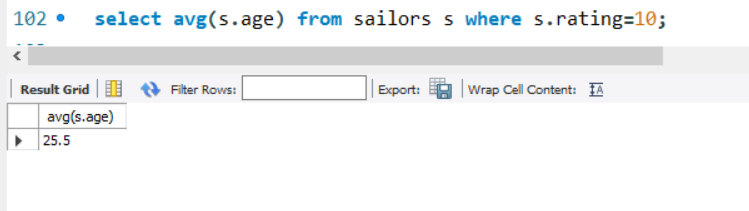 102 select avg(s.age) from sailors s where s.rating=10;
Result Grid Filter Rows: Export: Wrap Cell Content: IA
avg(s.age)
25.5